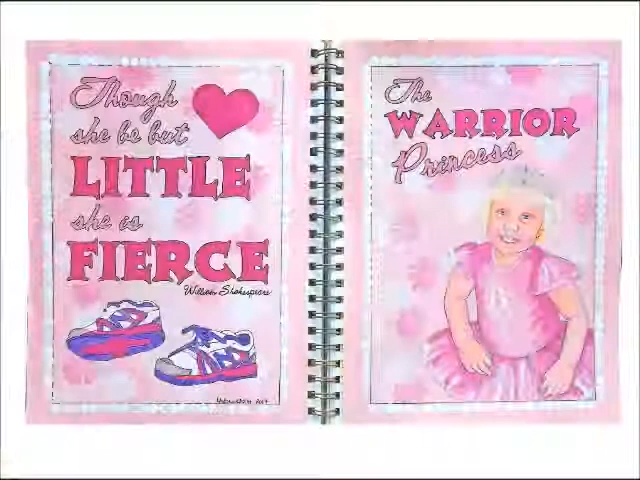 Though
she be but
LITTLE
she is
FIERCE
William Shakespeare
The
WARRIOR
Princess